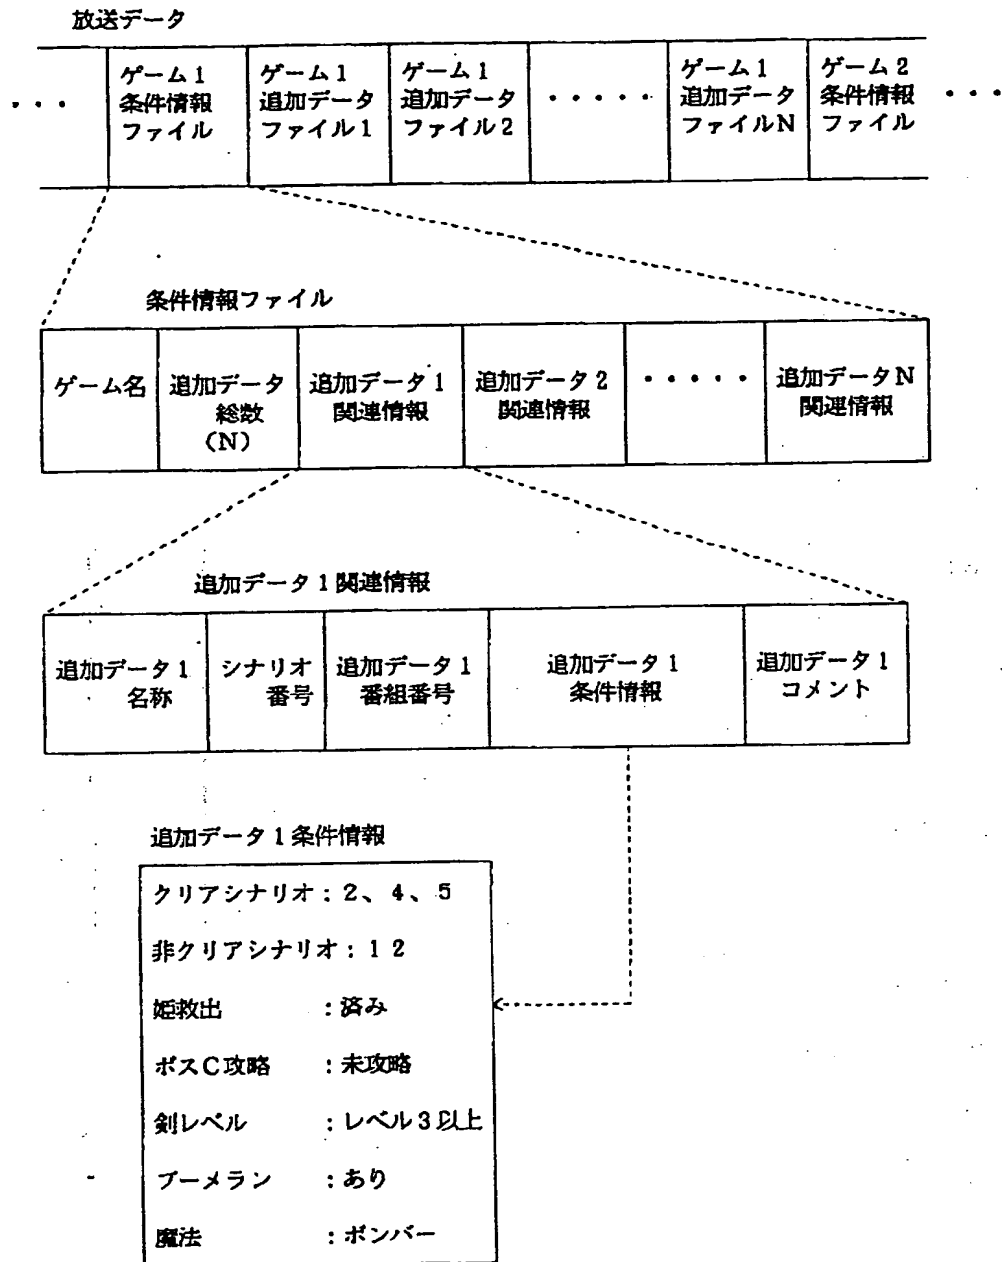 放送データ
・・・
ゲーム1
条件情報
ファイル
ゲーム1
追加データ
ファイル1
ゲーム1
追加データ
ファイル2
・・・・・
ゲーム1
追加データ
ファイルN
ゲーム2
条件情報
ファイル
・・・
条件情報ファイル
ゲーム名
追加データ
総数
(N)
追加データ1
関連情報
追加データ2
関連情報
・・・・・
追加データN
関連情報
追加データ1関連情報
追加データ1
名称
シナリオ
番号
追加データ1
番組番号
追加データ1
条件情報
追加データ1
コメント
追加データ1条件情報
クリアシナリオ:2、4、5
非クリアシナリオ:12
姫救出 :済み
ボスC攻略 :未攻略
剣レベル :レベル3以上
ブーメラン :あり
魔法 :ボンバー